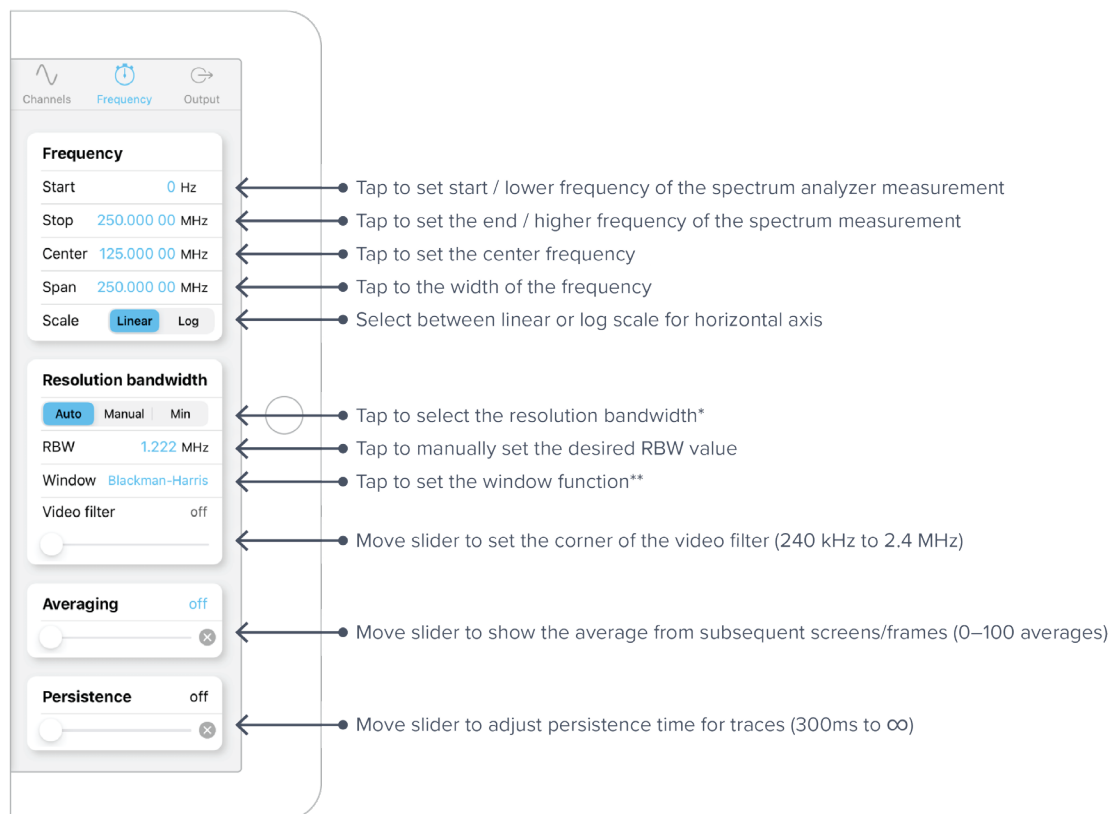 Channels Frequency Output
Frequency
Start 0 Hz
Tap to set start / lower frequency of the spectrum analyzer measurement
Stop 250.000 00 MHz
Tap to set the end / higher frequency of the spectrum measurement
Center 125.000 00 MHz
Tap to set the center frequency
Span 250.000 00 MHz
Tap to the width of the frequency
Scale Linear Log
Select between linear or log scale for horizontal axis
Resolution bandwidth
Auto Manual Min
Tap to select the resolution bandwidth*
RBW 1.222 MHz
Tap to manually set the desired RBW value
Window Blackman-Harris
Tap to set the window function**
Video filter off
Move slider to set the corner of the video filter (240 kHz to 2.4 MHz)
Averaging off
Move slider to show the average from subsequent screens/frames (0–100 averages)
Persistence off
Move slider to adjust persistence time for traces (300ms to ∞)